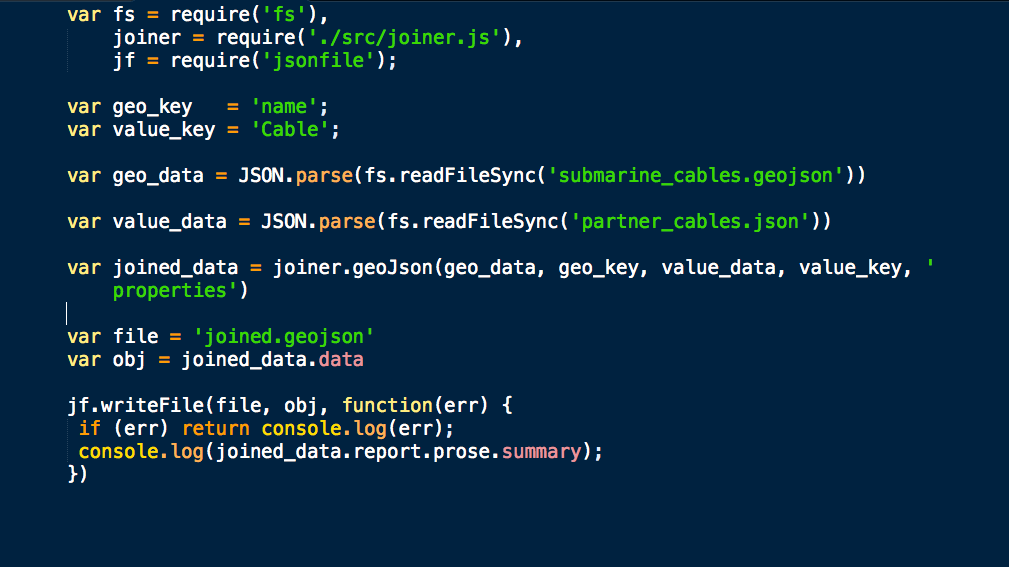 var fs = require('fs'),
    joiner = require('./src/joiner.js'),
    jf = require('jsonfile');

var geo_key   = 'name';
var value_key = 'Cable';

var geo_data = JSON.parse(fs.readFileSync('submarine_cables.geojson'))

var value_data = JSON.parse(fs.readFileSync('partner_cables.json'))

var joined_data = joiner.geoJson(geo_data, geo_key, value_data, value_key, '
    properties')

var file = 'joined.geojson'
var obj = joined_data.data

jf.writeFile(file, obj, function(err) {
 if (err) return console.log(err);
 console.log(joined_data.report.prose.summary);
})